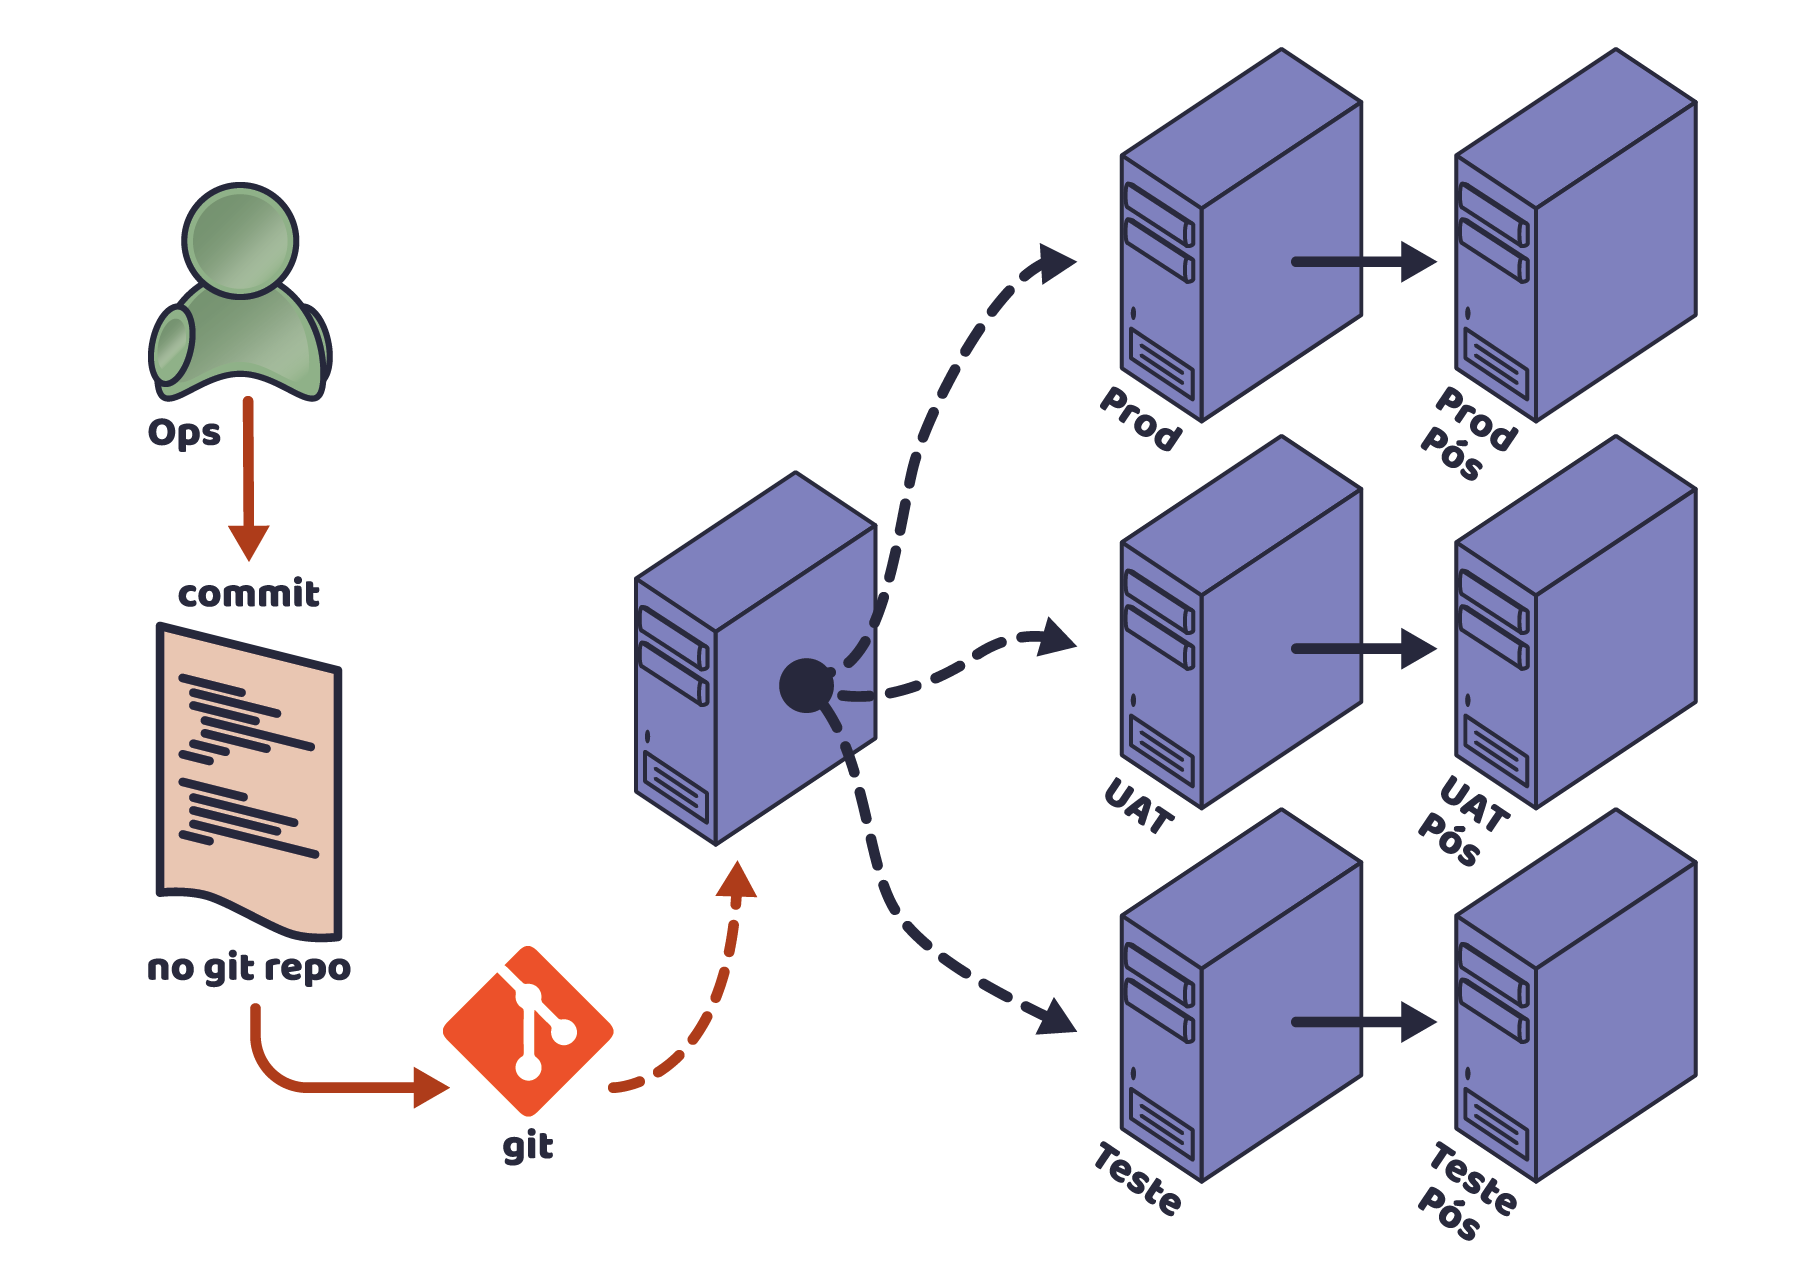 Ops
commit
no git repo
git
Prod
Prod
Pós
UAT
UAT
Pós
Teste
Teste
Pós